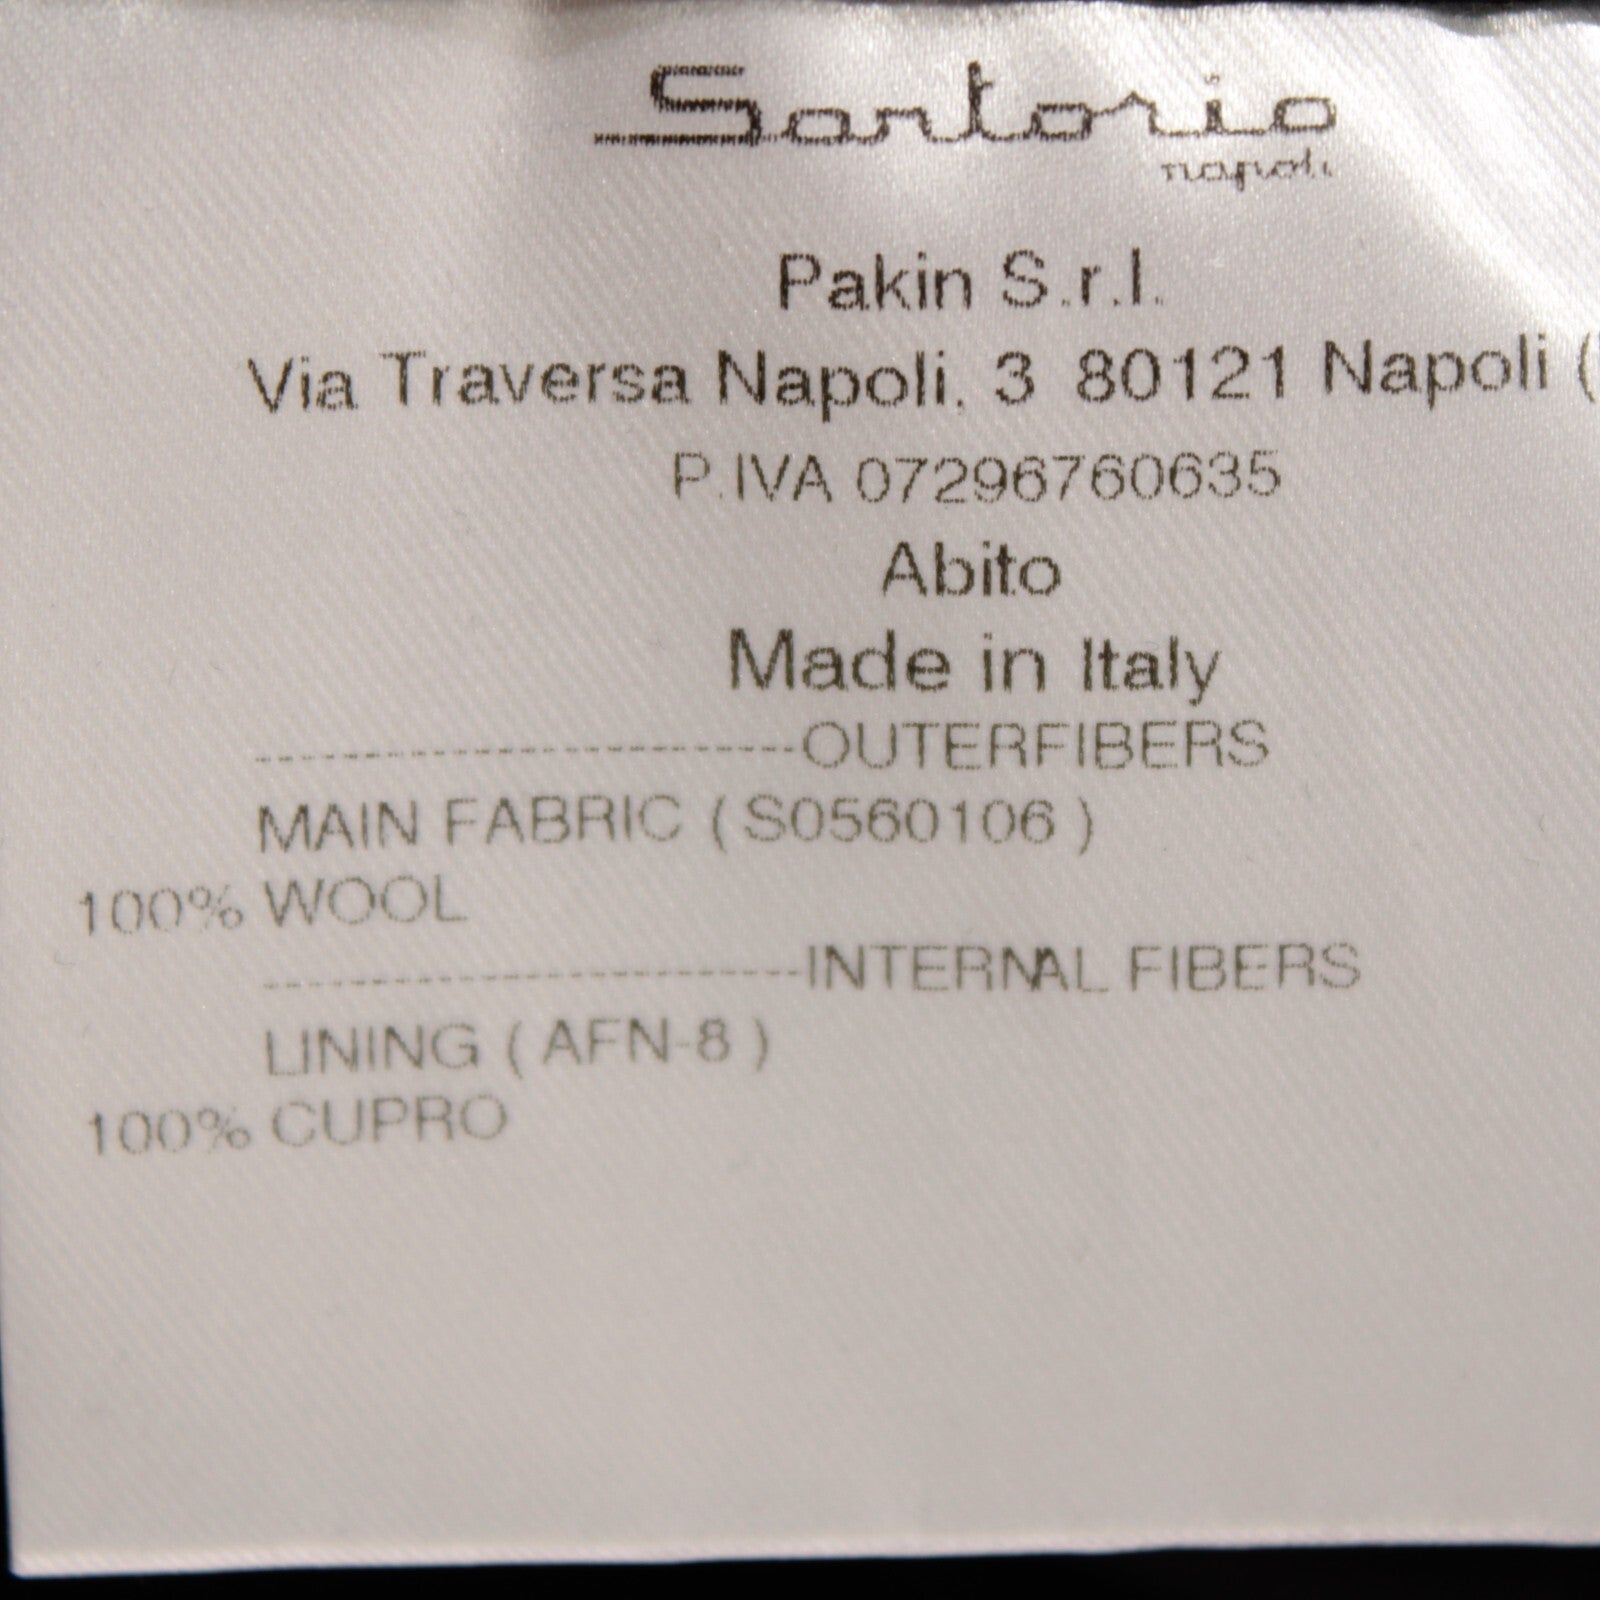 Sartorio
napoli
Pakin S.r.l.
Via Traversa Napoli, 3 80121 Napoli (
P.IVA 07296760635
Abito
Made in Italy
------------------------OUTERFIBERS
MAIN FABRIC ( S0560106 )
100% WOOL
------------------------INTERNAL FIBERS
LINING ( AFN-8 )
100% CUPRO